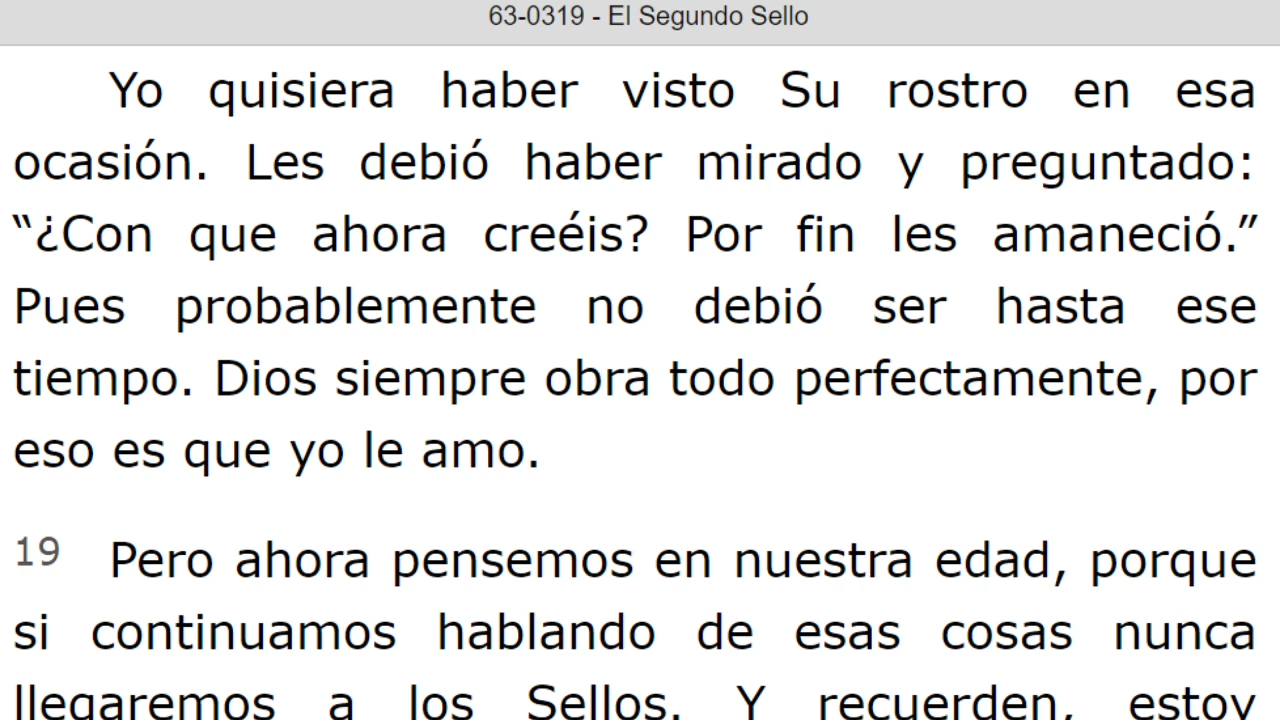 63-0319 - El Segundo Sello
Yo quisiera haber visto Su rostro en esa
ocasión. Les debió haber mirado y preguntado:
“¿Con que ahora creéis? Por fin les amaneció.”
Pues probablemente no debió ser hasta ese
tiempo. Dios siempre obra todo perfectamente, por
eso es que yo le amo.
19 Pero ahora pensemos en nuestra edad, porque
si continuamos hablando de esas cosas nunca
llegaremos a los Sellos. Y recuerden, estoy